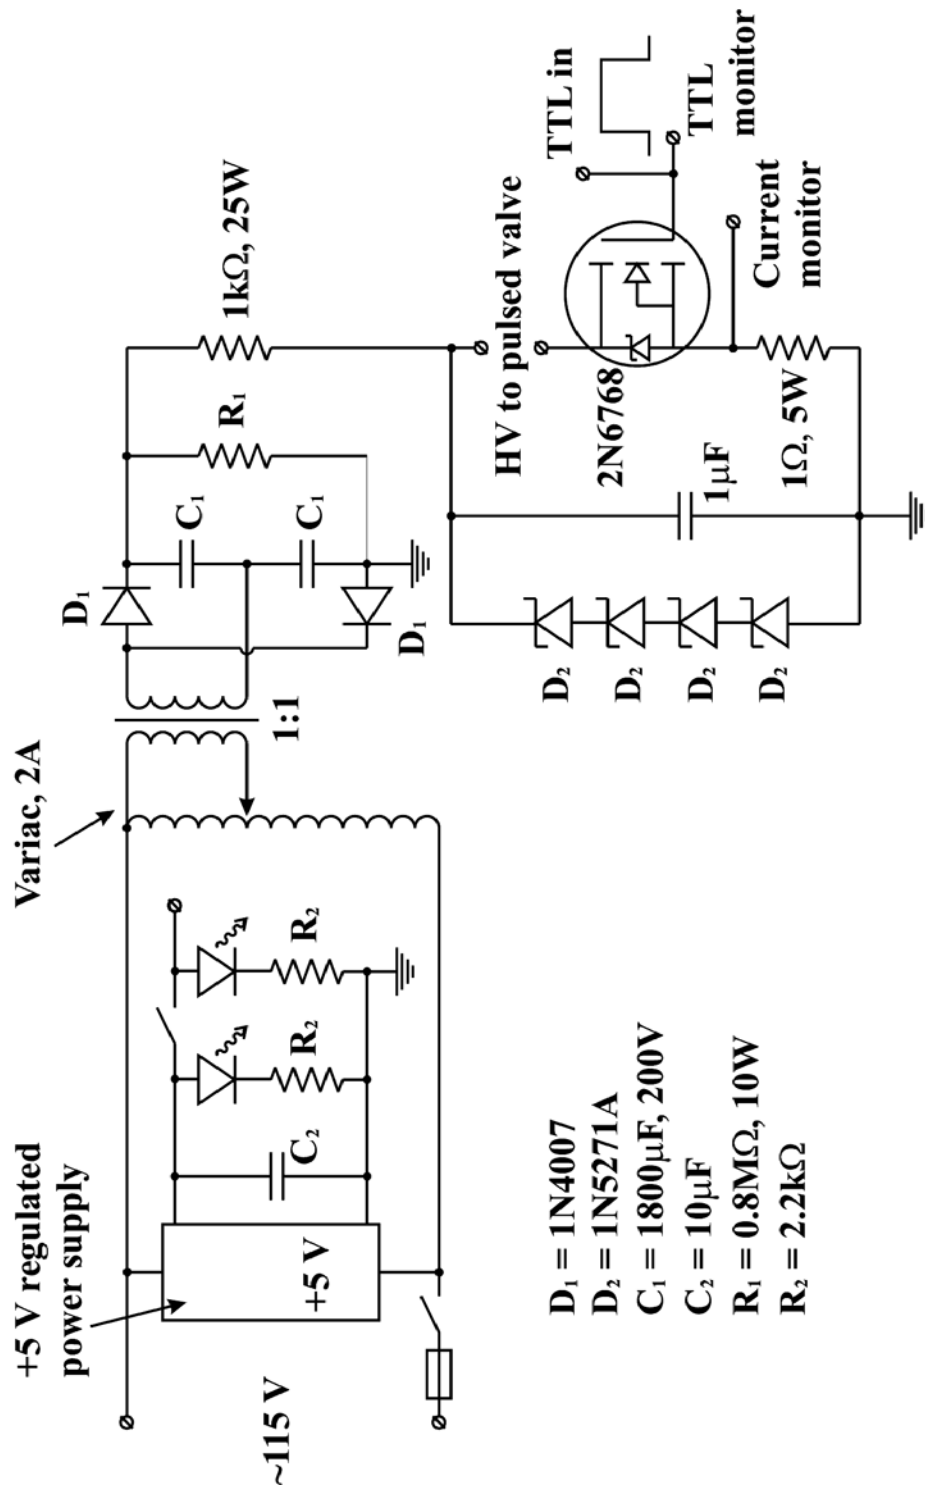 +5 V regulated
power supply
~115 V
+5 V
C₂
R₂
R₂
Variac, 2A
1:1
D₁
D₁
C₁
C₁
R₁
1kΩ, 25W
HV to pulsed valve
TTL in
TTL
monitor
Current
monitor
2N6768
1μF
1Ω, 5W
D₂
D₂
D₂
D₂
D₁ = 1N4007
D₂ = 1N5271A
C₁ = 1800μF, 200V
C₂ = 10μF
R₁ = 0.8MΩ, 10W
R₂ = 2.2kΩ